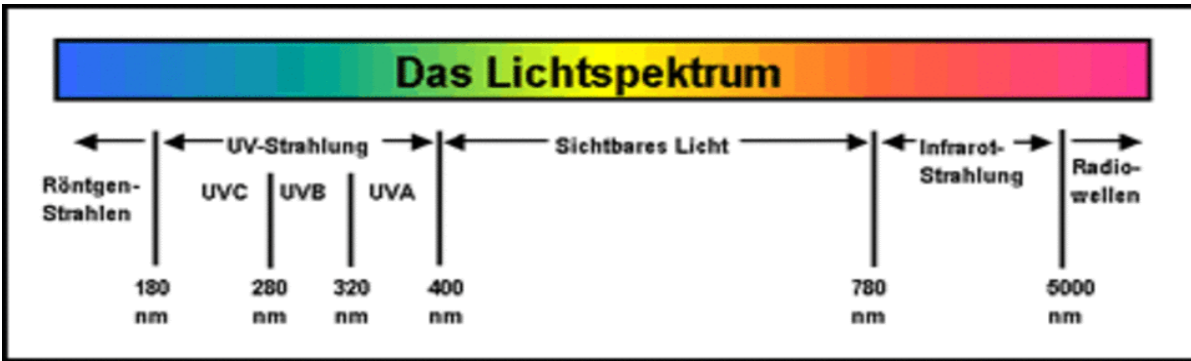 Das Lichtspektrum
UV-Strahlung
Sichtbares Licht
Infrarot-
Strahlung
Röntgen-
Strahlen
UVC
UVB
UVA
Radio-
wellen
180
nm
280
nm
320
nm
400
nm
780
nm
5000
nm